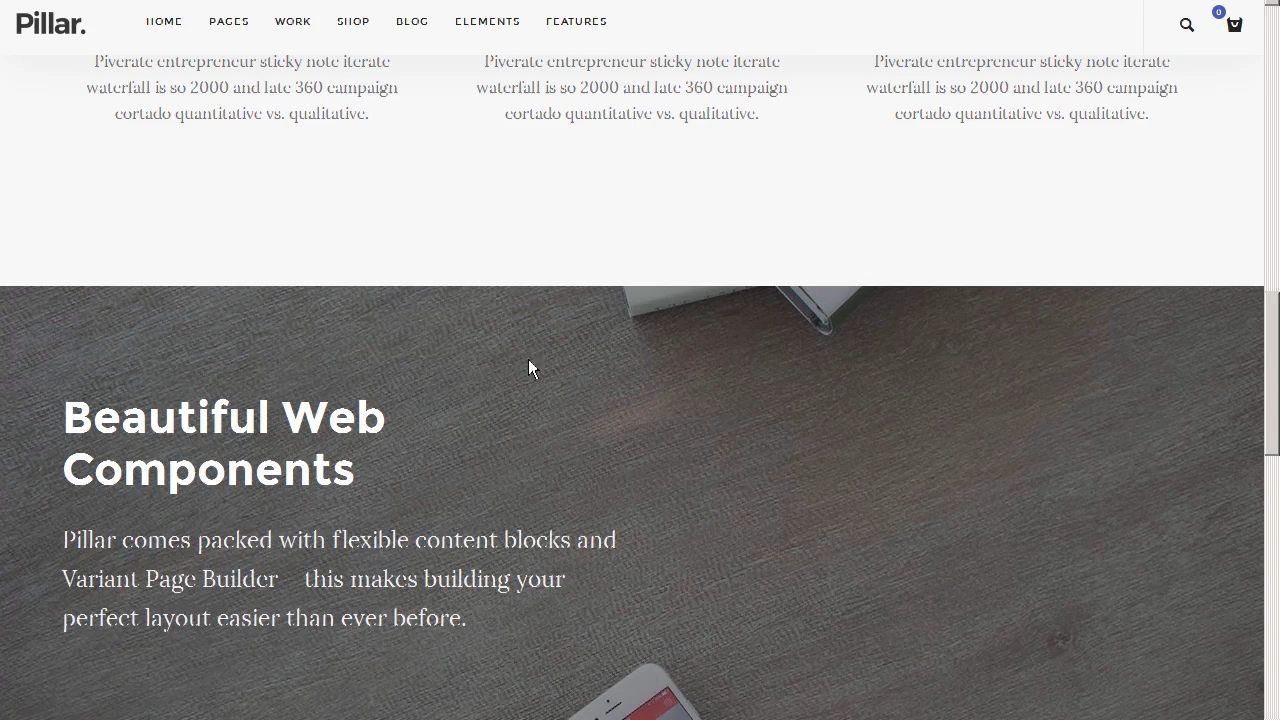 Pillar.
HOME PAGES WORK SHOP BLOG ELEMENTS FEATURES
0
Piverate entrepreneur sticky note iterate
waterfall is so 2000 and late 360 campaign
cortado quantitative vs. qualitative.
Piverate entrepreneur sticky note iterate
waterfall is so 2000 and late 360 campaign
cortado quantitative vs. qualitative.
Piverate entrepreneur sticky note iterate
waterfall is so 2000 and late 360 campaign
cortado quantitative vs. qualitative.
Beautiful Web
Components
Pillar comes packed with flexible content blocks and
Variant Page Builder – this makes building your
perfect layout easier than ever before.